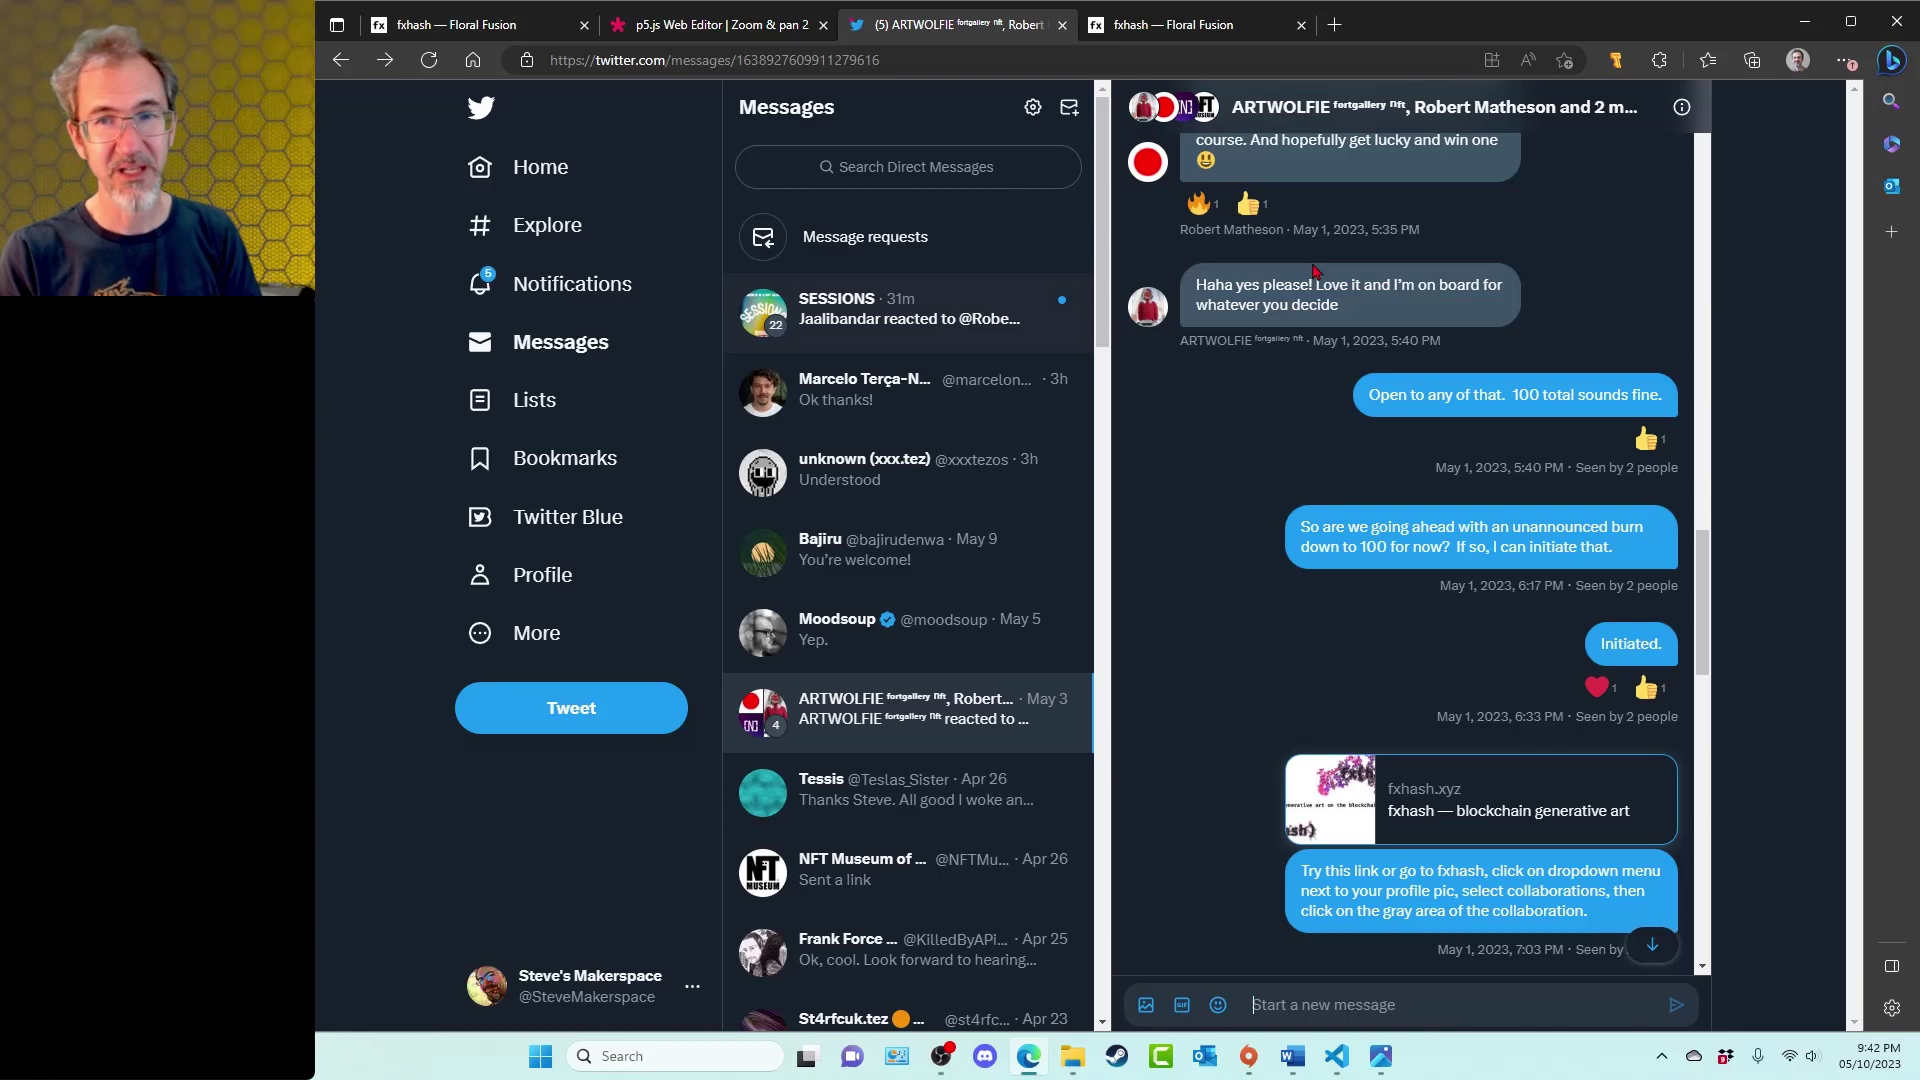 fxhash — Floral Fusion
p5.js Web Editor | Zoom & pan 2
(5) ARTWOLFIE ᶠᵒʳᵗᵍᵃˡˡᵉʳʸ ⁿᶠᵗ, Robert
fxhash — Floral Fusion
https://twitter.com/messages/1638927609911279616
Home
Explore
5
Notifications
Messages
Lists
Bookmarks
Twitter Blue
Profile
More
Tweet
Steve's Makerspace
@SteveMakerspace
Messages
Search Direct Messages
Message requests
SESSIONS · 31m
22
Jaalibandar reacted to @Robe...
Marcelo Terça-N... @marcelon... · 3h
Ok thanks!
unknown (xxx.tez) @xxxtezos · 3h
Understood
Bajiru @bajirudenwa · May 9
You're welcome!
Moodsoup @moodsoup · May 5
Yep.
ARTWOLFIE ᶠᵒʳᵗᵍᵃˡˡᵉʳʸ ⁿᶠᵗ, Robert... · May 3
4
ARTWOLFIE ᶠᵒʳᵗᵍᵃˡˡᵉʳʸ ⁿᶠᵗ reacted to ...
Tessis @Teslas_Sister · Apr 26
Thanks Steve. All good I woke an...
NFT Museum of ... @NFTMu... · Apr 26
NFT
MUSEUM
Sent a link
Frank Force ... @KilledByAPi... · Apr 25
Ok, cool. Look forward to hearing...
St4rfcuk.tez ... @st4rfc... · Apr 23
ARTWOLFIE ᶠᵒʳᵗᵍᵃˡˡᵉʳʸ ⁿᶠᵗ, Robert Matheson and 2 m...
course. And hopefully get lucky and win one
1 1
Robert Matheson · May 1, 2023, 5:35 PM
Haha yes please! Love it and I'm on board for
whatever you decide
ARTWOLFIE ᶠᵒʳᵗᵍᵃˡˡᵉʳʸ ⁿᶠᵗ · May 1, 2023, 5:40 PM
Open to any of that.  100 total sounds fine.
1
May 1, 2023, 5:40 PM · Seen by 2 people
So are we going ahead with an unannounced burn
down to 100 for now?  If so, I can initiate that.
May 1, 2023, 6:17 PM · Seen by 2 people
Initiated.
1 1
May 1, 2023, 6:33 PM · Seen by 2 people
fxhash.xyz
fxhash — blockchain generative art
Try this link or go to fxhash, click on dropdown menu
next to your profile pic, select collaborations, then
click on the gray area of the collaboration.
May 1, 2023, 7:03 PM · Seen by
GIF
Start a new message
Search
9:42 PM
05/10/2023